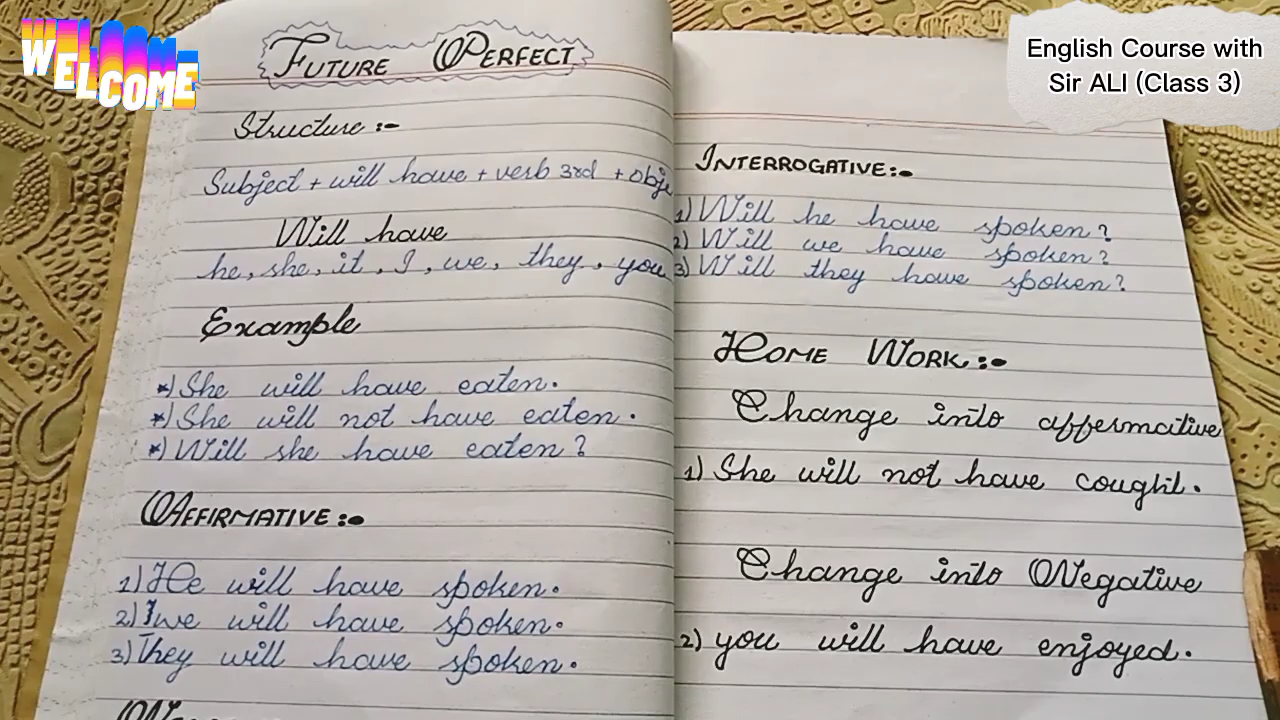 WELCOME
English Course with
Sir ALI (Class 3)
FUTURE PERFECT
Structure :-
Subject + will have + verb 3rd + obje
Will have
he, she, it, I, we, they, you
Example
*) She will have eaten.
*) She will not have eaten.
*) Will she have eaten?
AFFIRMATIVE :-
1) He will have spoken.
2) I we will have spoken.
3) They will have spoken.
INTERROGATIVE :-
1) Will he have spoken?
2) Will we have spoken?
3) Will they have spoken?
HOME WORK :-
Change into affermative
1) She will not have cought.
Change into Negative
2) you will have enjoyed.